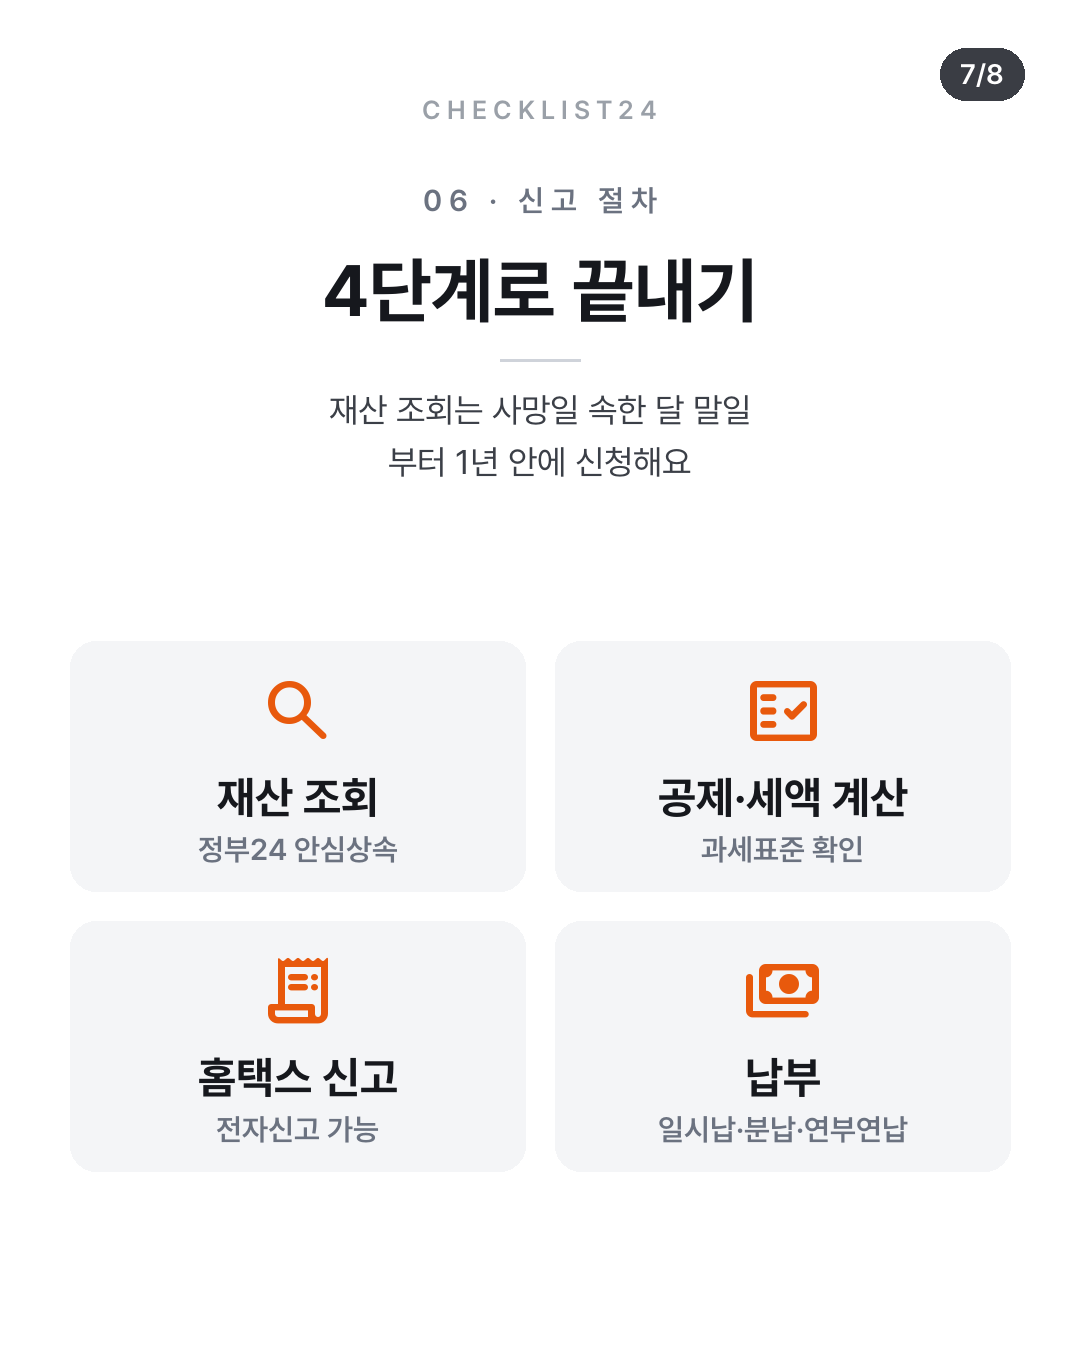 7/8
CHECKLIST24
06 · 신고 절차
4단계로 끝내기
재산 조회는 사망일 속한 달 말일
부터 1년 안에 신청해요
재산 조회
정부24 안심상속
공제·세액 계산
과세표준 확인
홈택스 신고
전자신고 가능
납부
일시납·분납·연부연납